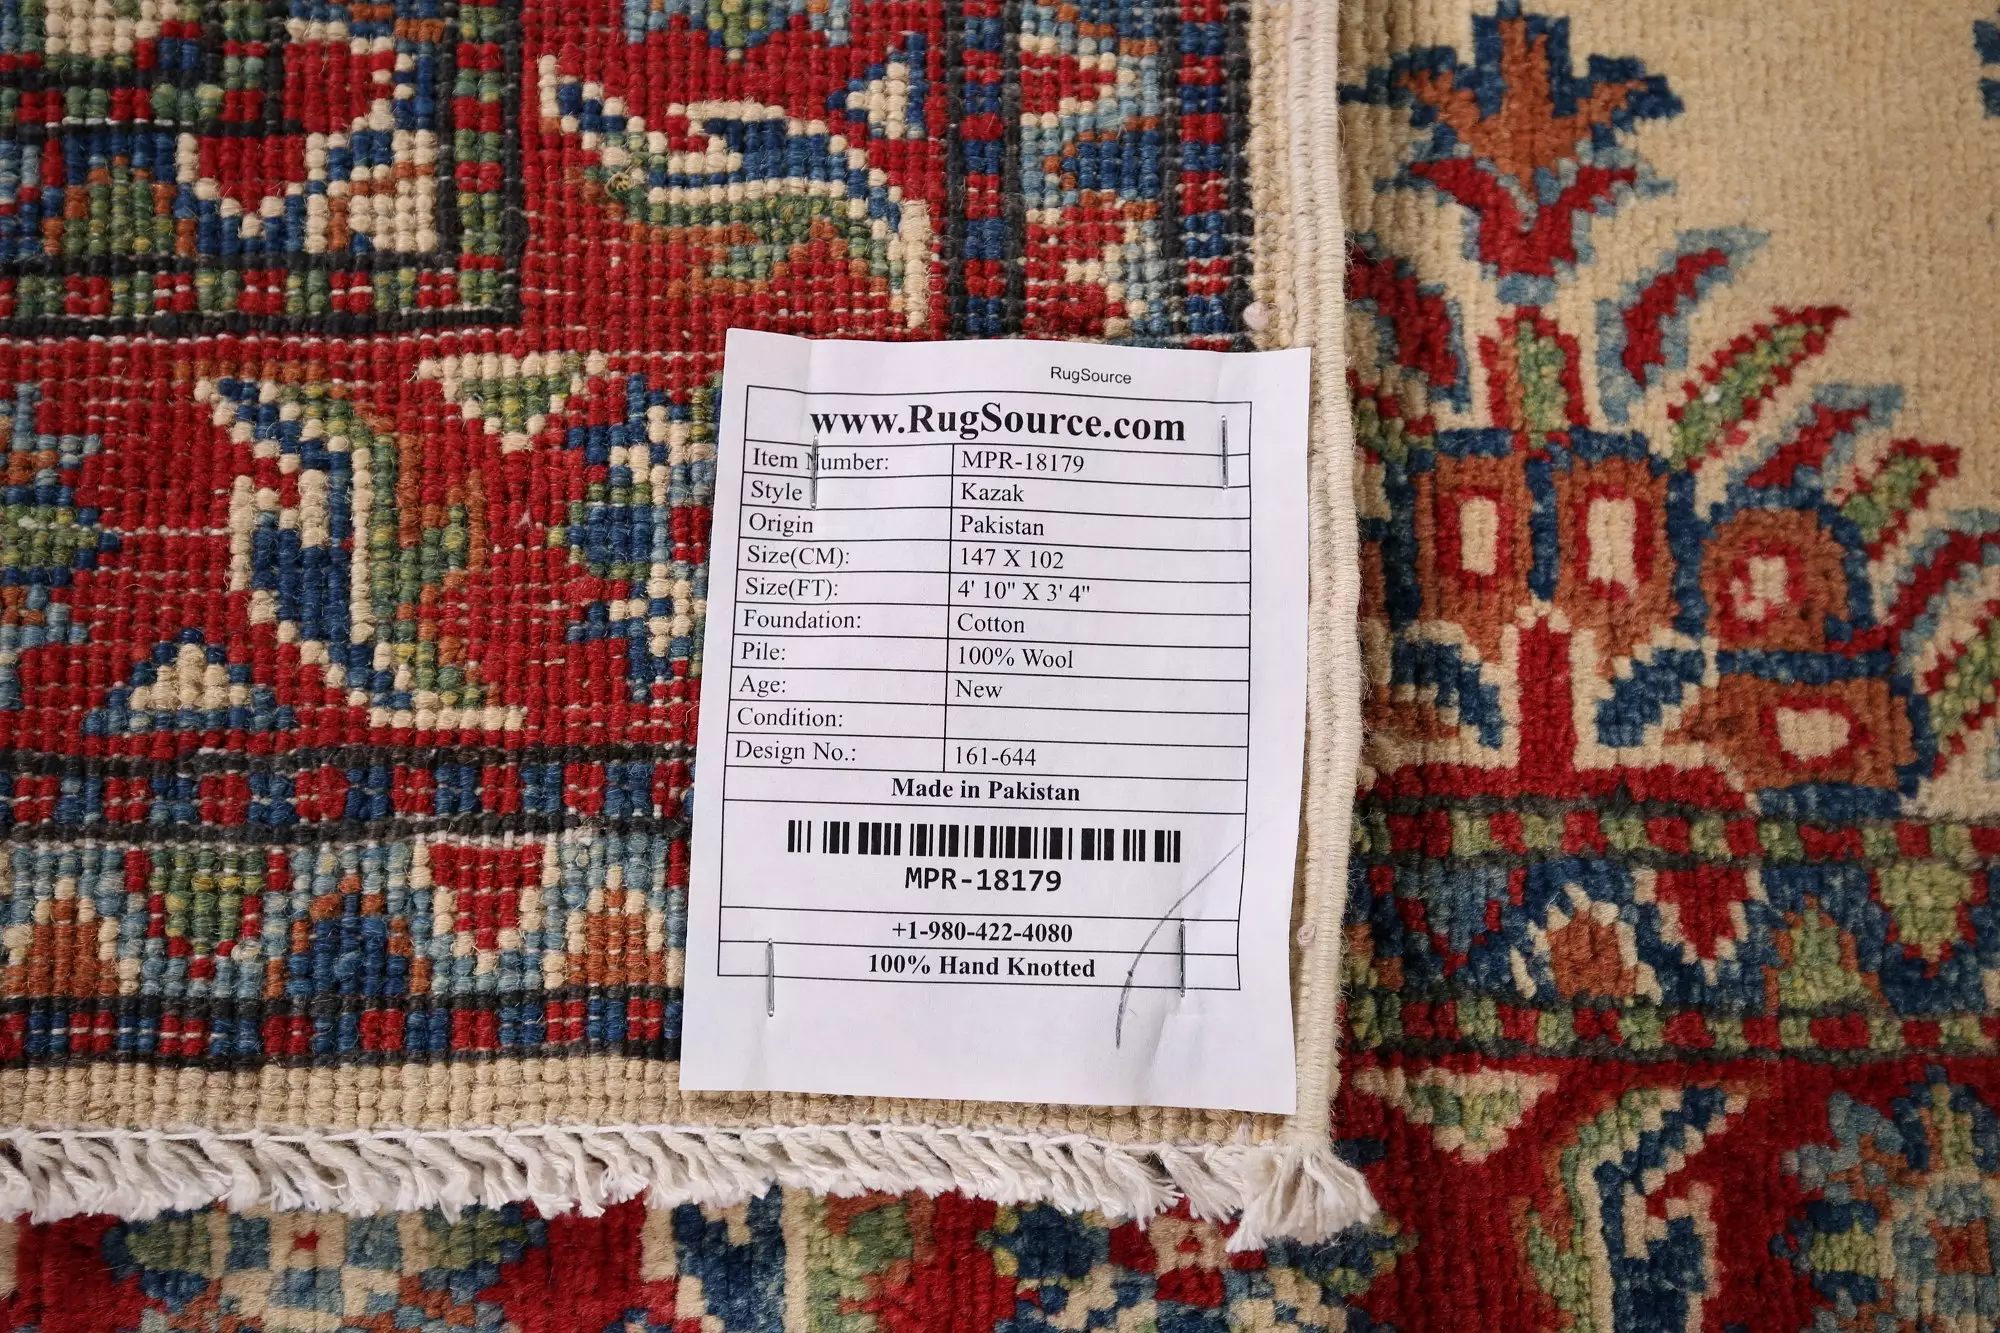 RugSource
www.RugSource.com
Item Number: MPR-18179
Style Kazak
Origin Pakistan
Size(CM): 147 X 102
Size(FT): 4' 10" X 3' 4"
Foundation: Cotton
Pile: 100% Wool
Age: New
Condition:
Design No.: 161-644
Made in Pakistan
MPR-18179
+1-980-422-4080
100% Hand Knotted